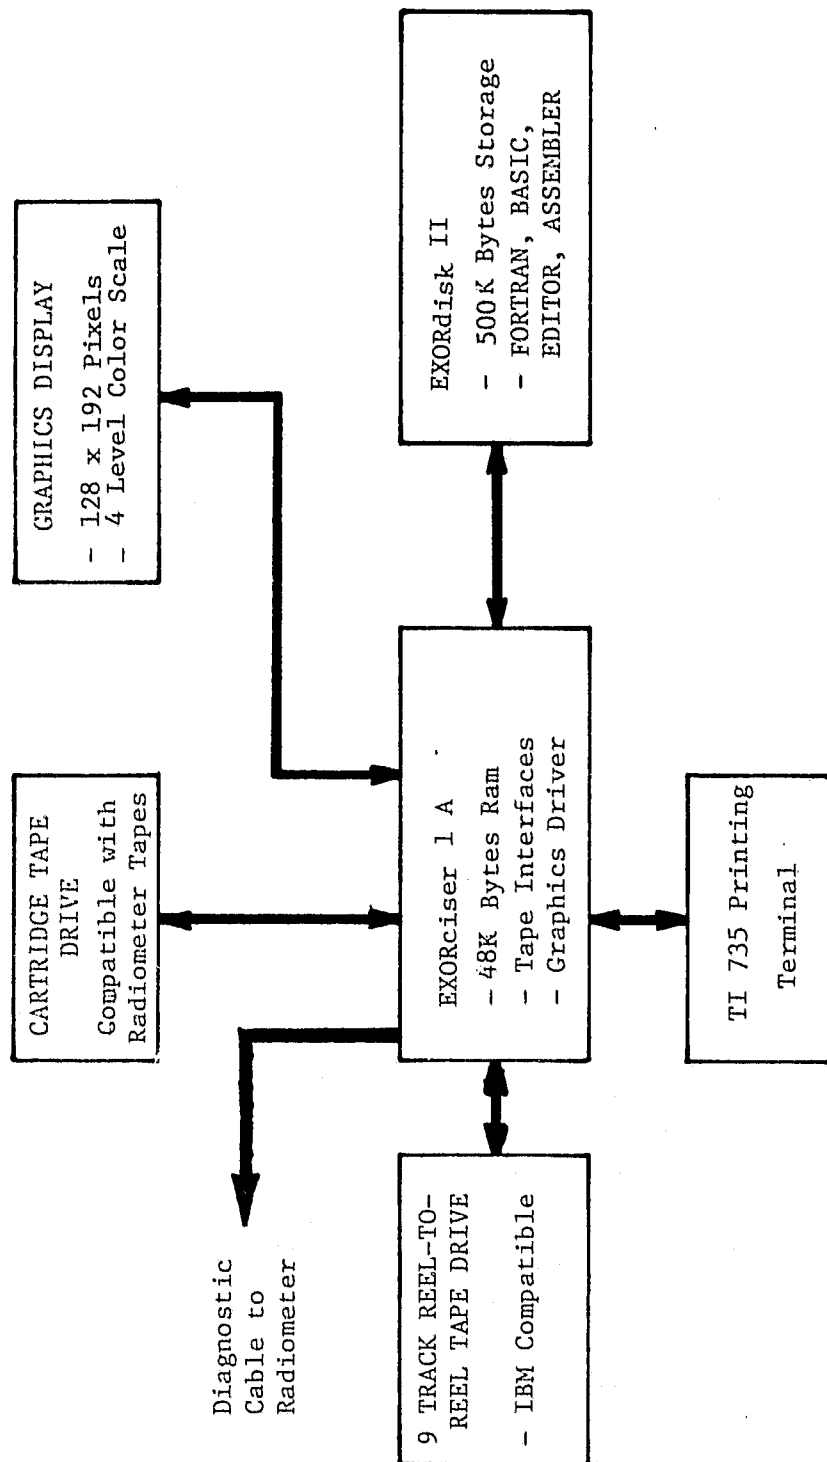 CARTRIDGE TAPE
DRIVE
Compatible with
Radiometer Tapes
GRAPHICS DISPLAY
- 128 x 192 Pixels
- 4 Level Color Scale
Diagnostic
Cable to
Radiometer
9 TRACK REEL-TO-
REEL TAPE DRIVE
- IBM Compatible
EXORciser 1 A
- 48K Bytes Ram
- Tape Interfaces
- Graphics Driver
EXORdisk II
- 500K Bytes Storage
- FORTRAN, BASIC,
EDITOR, ASSEMBLER
TI 735 Printing
Terminal